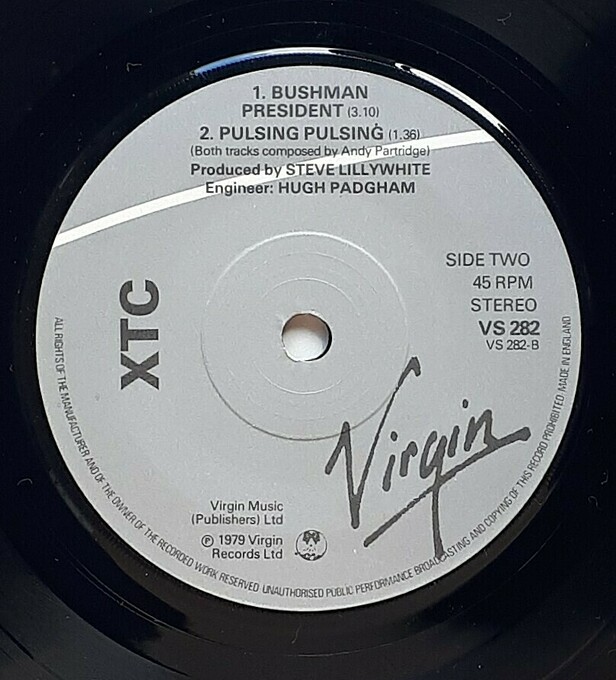 1. BUSHMAN
PRESIDENT (3.10)
2. PULSING PULSING (1.36)
(Both tracks composed by Andy Partridge)
Produced by STEVE LILLYWHITE
Engineer: HUGH PADGHAM
SIDE TWO
45 RPM
STEREO
VS 282
VS 282-B
XTC
Virgin
Virgin Music
(Publishers) Ltd
℗ 1979 Virgin
Records Ltd
ALL RIGHTS OF THE MANUFACTURER AND OF THE OWNER OF THE RECORDED WORK RESERVED. UNAUTHORISED PUBLIC PERFORMANCE BROADCASTING AND COPYING OF THIS RECORD PROHIBITED. MADE IN ENGLAND